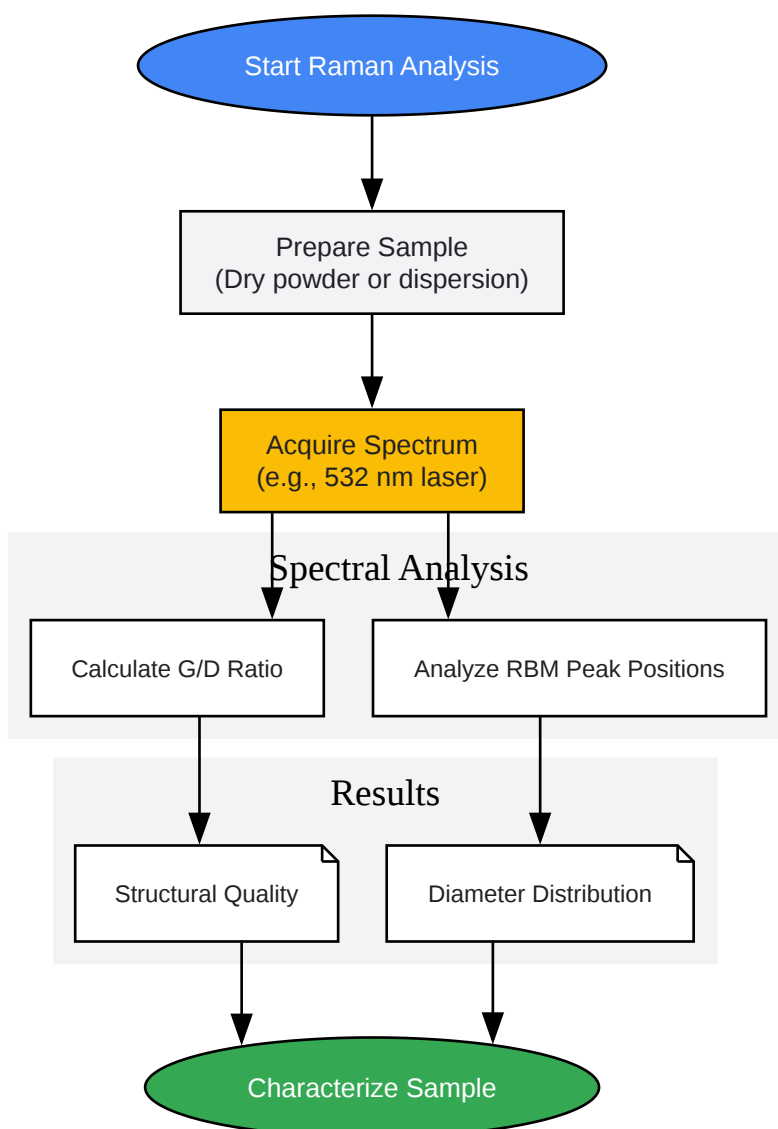 Start Raman Analysis
Prepare Sample
(Dry powder or dispersion)
Acquire Spectrum
(e.g., 532 nm laser)
Spectral Analysis
Calculate G/D Ratio
Analyze RBM Peak Positions
Results
Structural Quality
Diameter Distribution
Characterize Sample